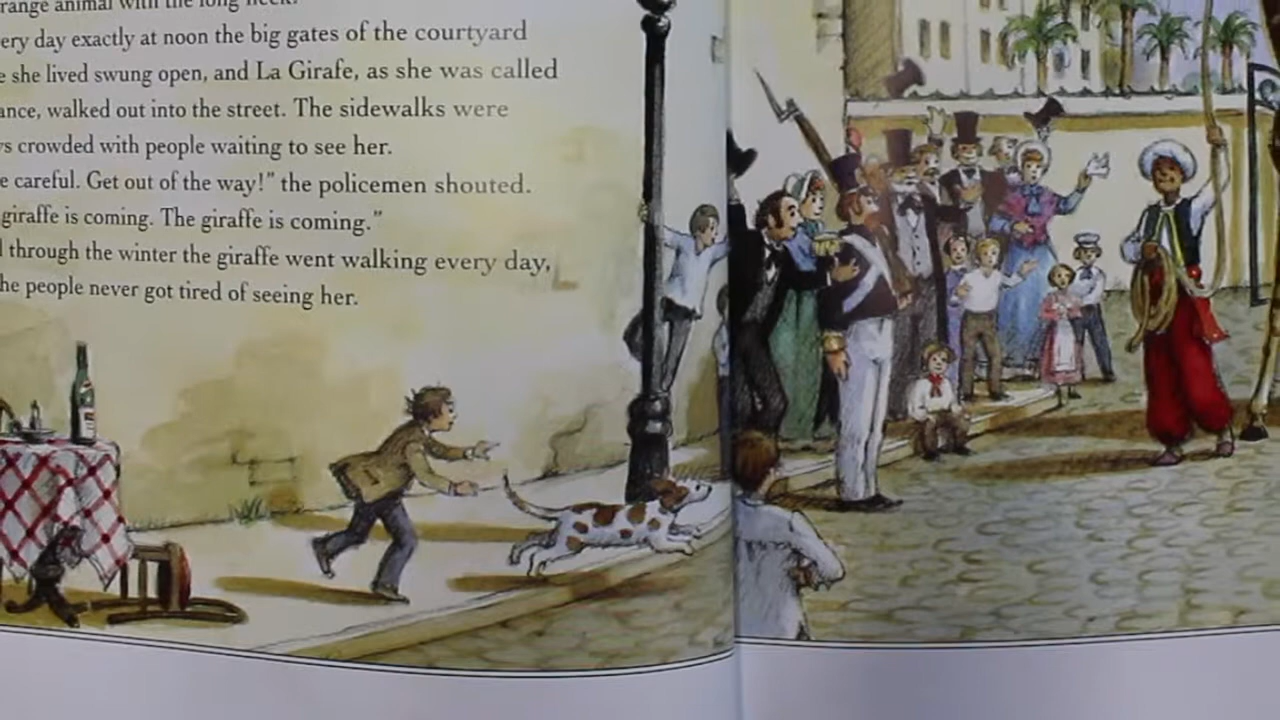 range animal with the long neck.
ery day exactly at noon the big gates of the courtyard
e she lived swung open, and La Girafe, as she was called
ance, walked out into the street. The sidewalks were
s crowded with people waiting to see her.
e careful. Get out of the way!" the policemen shouted.
giraffe is coming. The giraffe is coming."
l through the winter the giraffe went walking every day,
he people never got tired of seeing her.